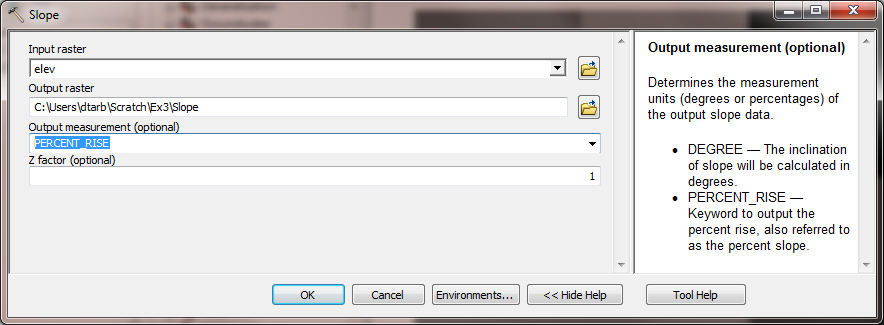 Slope
Input raster
elev
Output raster
C:\Users\dtarb\Scratch\Ex3\Slope
Output measurement (optional)
PERCENT_RISE
Z factor (optional)
1
OK
Cancel
Environments...
<< Hide Help
Output measurement (optional)
Determines the measurement
units (degrees or percentages) of
the output slope data.
• DEGREE — The inclination
of slope will be calculated in
degrees.
• PERCENT_RISE —
Keyword to output the
percent rise, also referred to
as the percent slope.
Tool Help